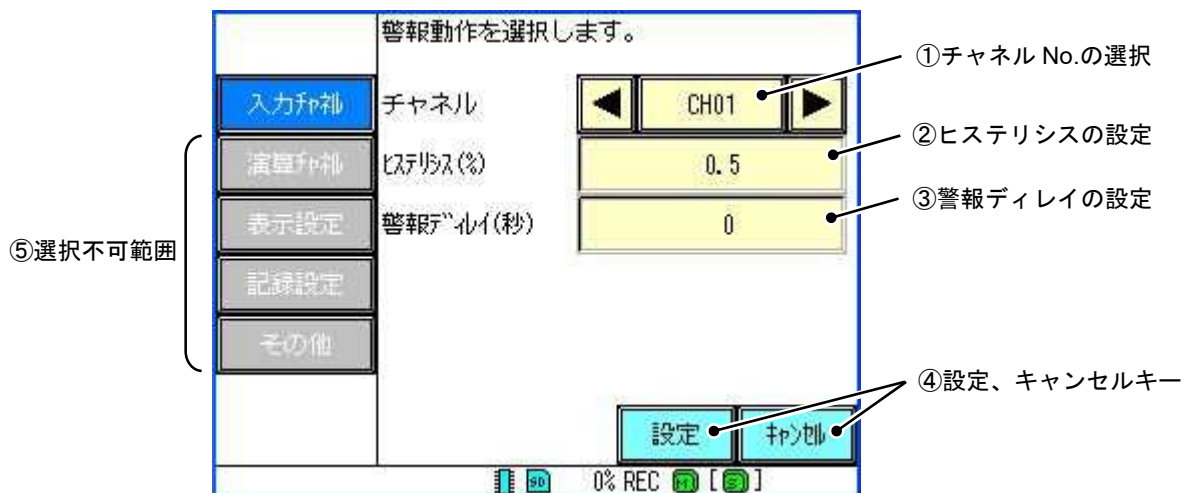 警報動作を選択します。
①チャネル No.の選択
入力ﾁｬﾈﾙ
チャネル
CH01
②ヒステリシスの設定
演算ﾁｬﾈﾙ
ﾋｽﾃﾘｼｽ(%)
0.5
③警報ディレイの設定
表示設定
警報ﾃﾞｨﾚｲ(秒)
0
⑤選択不可範囲
記録設定
その他
④設定、キャンセルキー
設定
ｷｬﾝｾﾙ
SD
0% REC M [S]